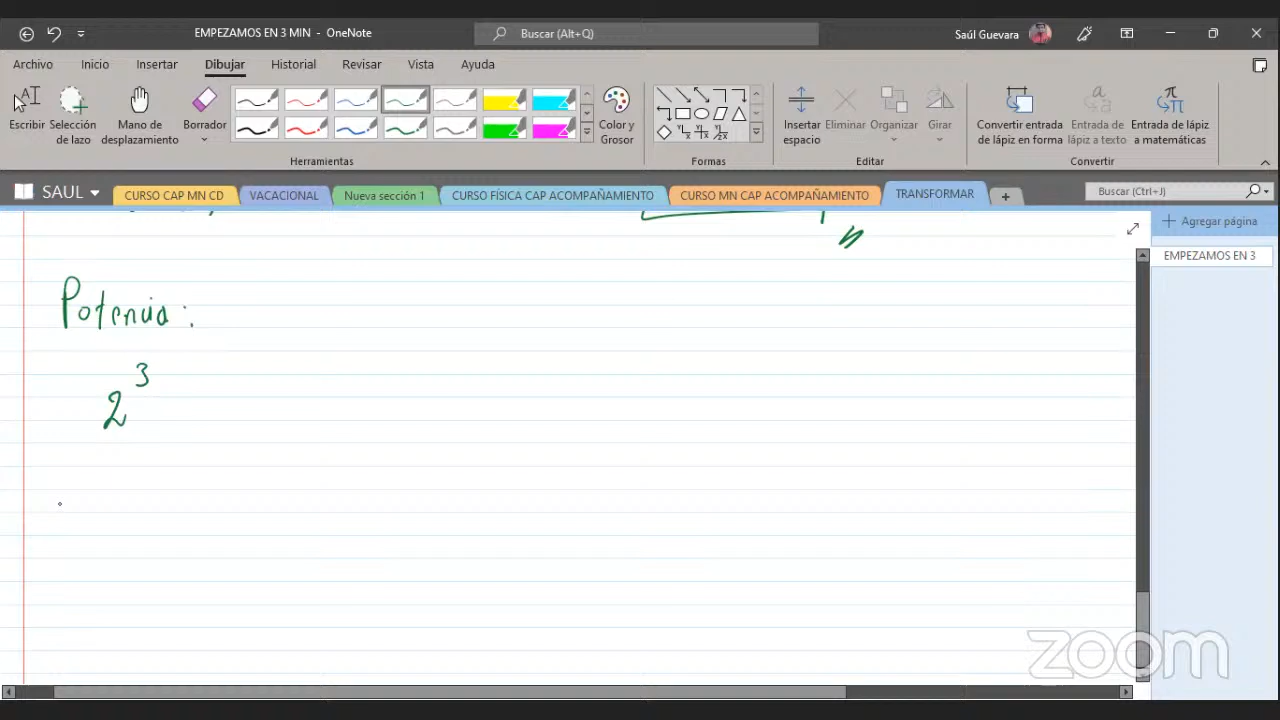 EMPEZAMOS EN 3 MIN - OneNote
Buscar (Alt+Q)
Saúl Guevara
Archivo Inicio Insertar Dibujar Historial Revisar Vista Ayuda
Escribir
Selección de lazo
Mano de desplazamiento
Borrador
Color y Grosor
Insertar espacio
Eliminar
Organizar
Girar
Convertir entrada de lápiz en forma
Entrada de lápiz a texto
Entrada de lápiz a matemáticas
Herramientas
Formas
Editar
Convertir
SAUL
CURSO CAP MN CD
VACACIONAL
Nueva sección 1
CURSO FÍSICA CAP ACOMPAÑAMIENTO
CURSO MN CAP ACOMPAÑAMIENTO
TRANSFORMAR
Buscar (Ctrl+J)
Agregar página
EMPEZAMOS EN 3
Potencia:
2³
zoom